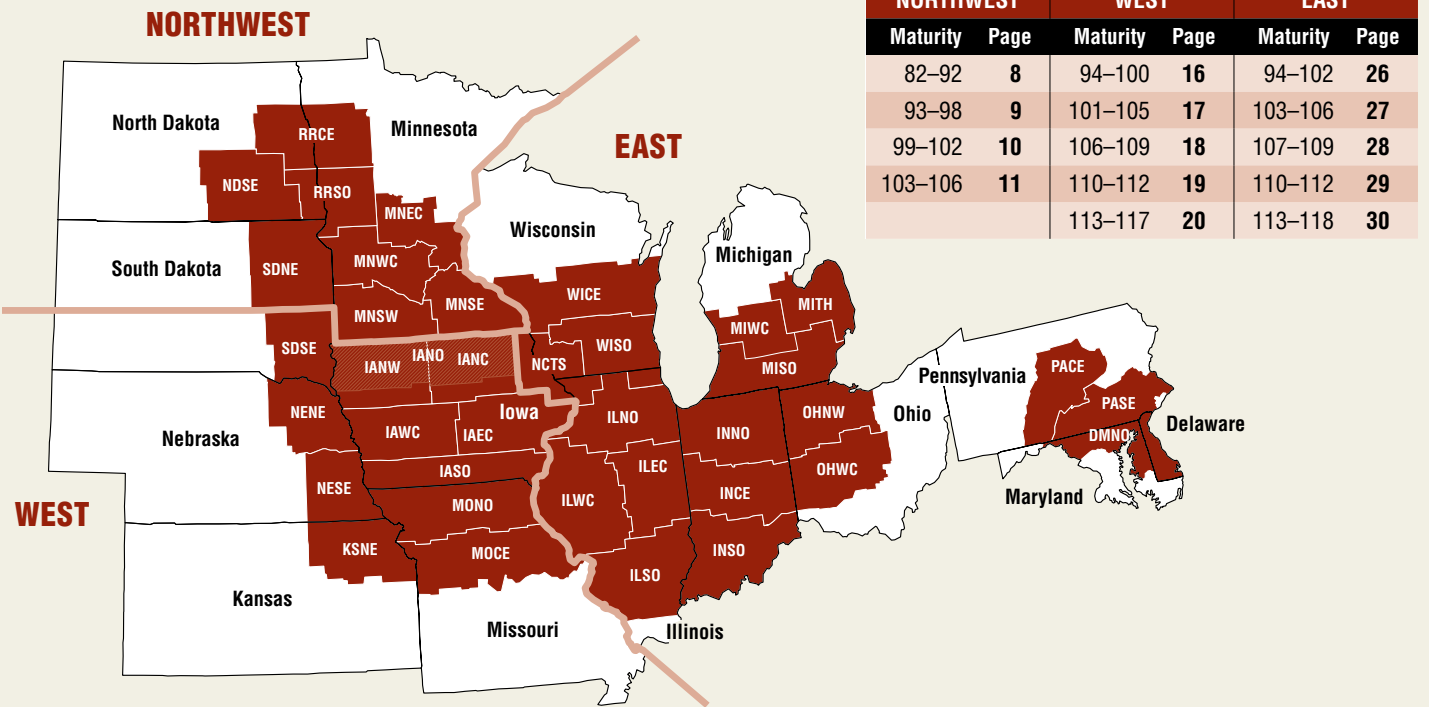 NORTHWEST
NORTHWEST WEST EAST
Maturity Page Maturity Page Maturity Page
82–92 8 94–100 16 94–102 26
93–98 9 101–105 17 103–106 27
99–102 10 106–109 18 107–109 28
103–106 11 110–112 19 110–112 29
113–117 20 113–118 30
North Dakota
Minnesota
RRCE
EAST
NDSE
RRSO
MNEC
Wisconsin
South Dakota
SDNE
MNWC
Michigan
WICE
MNSW
MNSE
MITH
MIWC
SDSE
IANW
IANO
IANC
NCTS
WISO
MISO
Pennsylvania
PACE
NENE
Iowa
ILNO
OHNW
Ohio
PASE
Delaware
Nebraska
IAWC
IAEC
INNO
DMNO
IASO
ILEC
OHWC
NESE
MONO
ILWC
INCE
Maryland
WEST
KSNE
MOCE
INSO
ILSO
Kansas
Missouri
Illinois